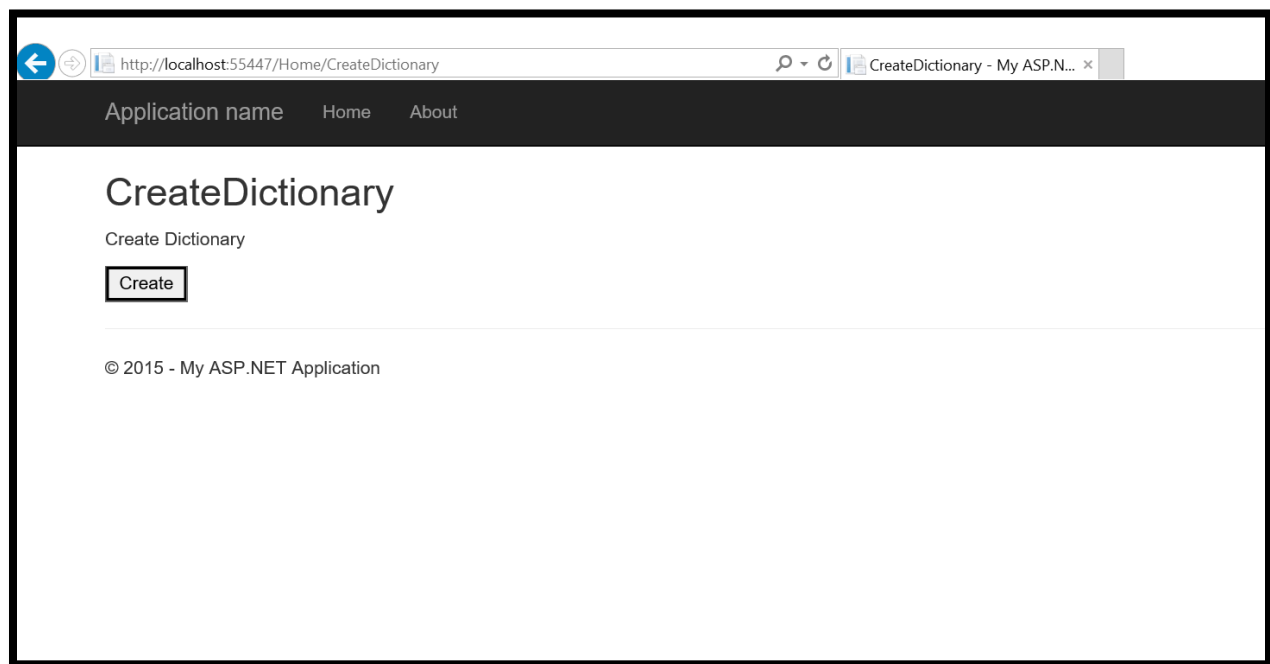 http://localhost:55447/Home/CreateDictionary CreateDictionary - My ASP.N...
Application name Home About
CreateDictionary
Create Dictionary
Create
© 2015 - My ASP.NET Application